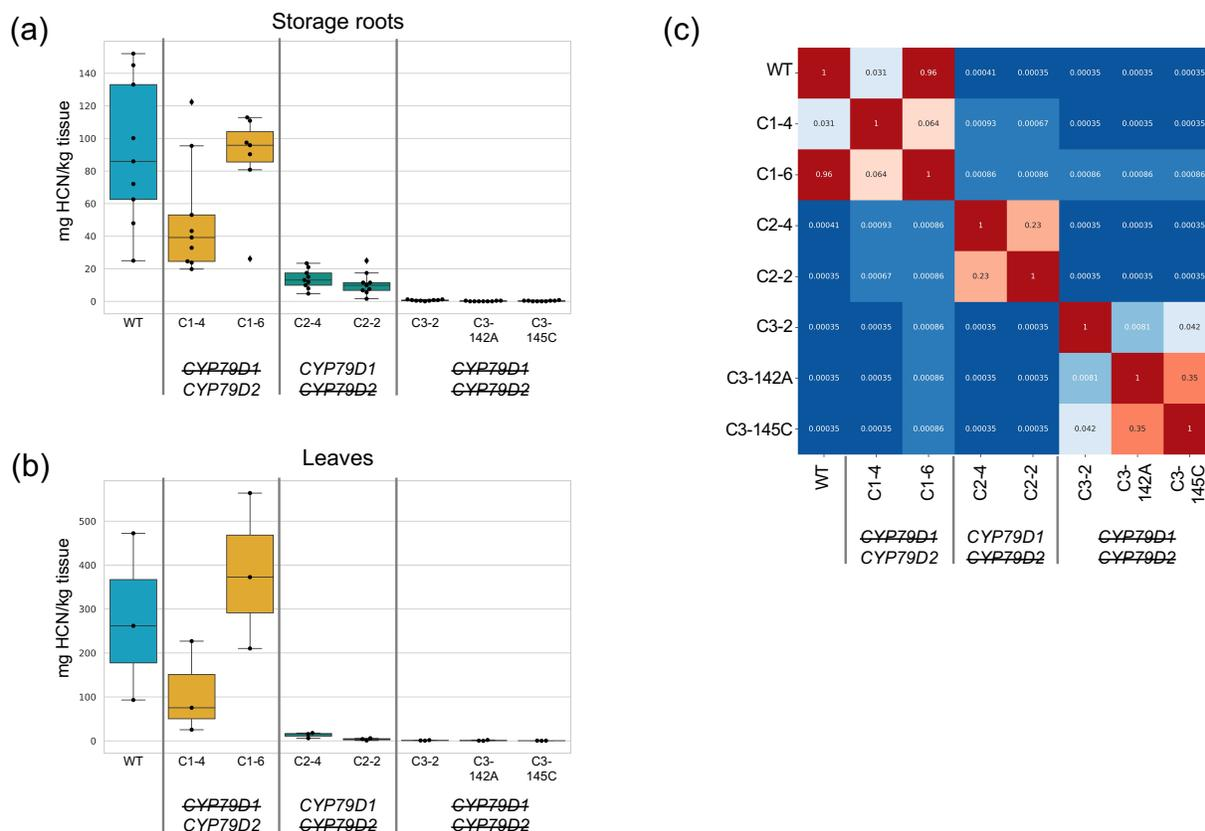 (a)
Storage roots
mg HCN/kg tissue
140
120
100
80
60
40
20
0
WT C1-4 C1-6 C2-4 C2-2 C3-2 C3- C3-
142A 145C
CYP79D1 CYP79D1 CYP79D1
CYP79D2 CYP79D2 CYP79D2
(b)
Leaves
mg HCN/kg tissue
500
400
300
200
100
0
WT C1-4 C1-6 C2-4 C2-2 C3-2 C3- C3-
142A 145C
CYP79D1 CYP79D1 CYP79D1
CYP79D2 CYP79D2 CYP79D2
(c)
WT 1 0.031 0.96 0.00041 0.00035 0.00035 0.00035 0.00035
C1-4 0.031 1 0.064 0.00093 0.00067 0.00035 0.00035 0.00035
C1-6 0.96 0.064 1 0.00086 0.00086 0.00086 0.00086 0.00086
C2-4 0.00041 0.00093 0.00086 1 0.23 0.00035 0.00035 0.00035
C2-2 0.00035 0.00067 0.00086 0.23 1 0.00035 0.00035 0.00035
C3-2 0.00035 0.00035 0.00086 0.00035 0.00035 1 0.0081 0.042
C3-142A 0.00035 0.00035 0.00086 0.00035 0.00035 0.0081 1 0.35
C3-145C 0.00035 0.00035 0.00086 0.00035 0.00035 0.042 0.35 1
WT C1-4 C1-6 C2-4 C2-2 C3-2 C3- C3-
142A 145C
CYP79D1 CYP79D1 CYP79D1
CYP79D2 CYP79D2 CYP79D2